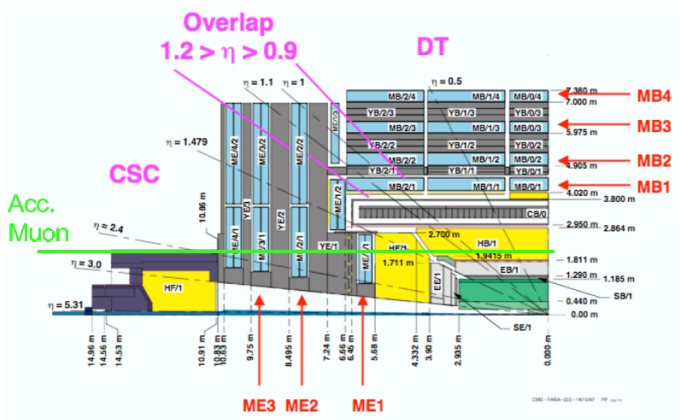 Overlap
1.2 > η > 0.9
DT
η = 1.1
η = 1
η = 0.5
η = 1.479
CSC
Acc.
Muon
η = 2.4
η = 3.0
η = 5.31
MB/2/4
MB/1/4
MB/0/4
7.380 m
7.000 m
MB4
YB/2/3
YB/1/3
YB/0/3
MB/2/3
MB/1/3
MB/0/3
5.975 m
MB3
YB/2/2
YB/1/2
YB/0/2
MB/2/2
MB/1/2
MB/0/2
4.905 m
MB2
YB/2/1
YB/1/1
YB/0/1
MB/2/1
MB/1/1
MB/0/1
4.020 m
MB1
3.800 m
CB/0
2.950 m
2.864 m
2.700 m
HB/1
1.9415 m
1.711 m
1.811 m
EB/1
1.290 m
1.185 m
SB/1
0.440 m
0.00 m
EE/1
SE/1
HF/1
ME/4/2
YE/3
ME/3/2
YE/2
ME/2/2
ME/1/2
YE/1
ME/4/1
ME/3/1
ME/2/1
10.86 m
14.96 m
14.56 m
14.53 m
10.91 m
10.83 m
10.63 m
9.75 m
8.495 m
7.24 m
6.66 m
6.45 m
5.68 m
4.332 m
3.90 m
2.935 m
0.000 m
ME3
ME2
ME1